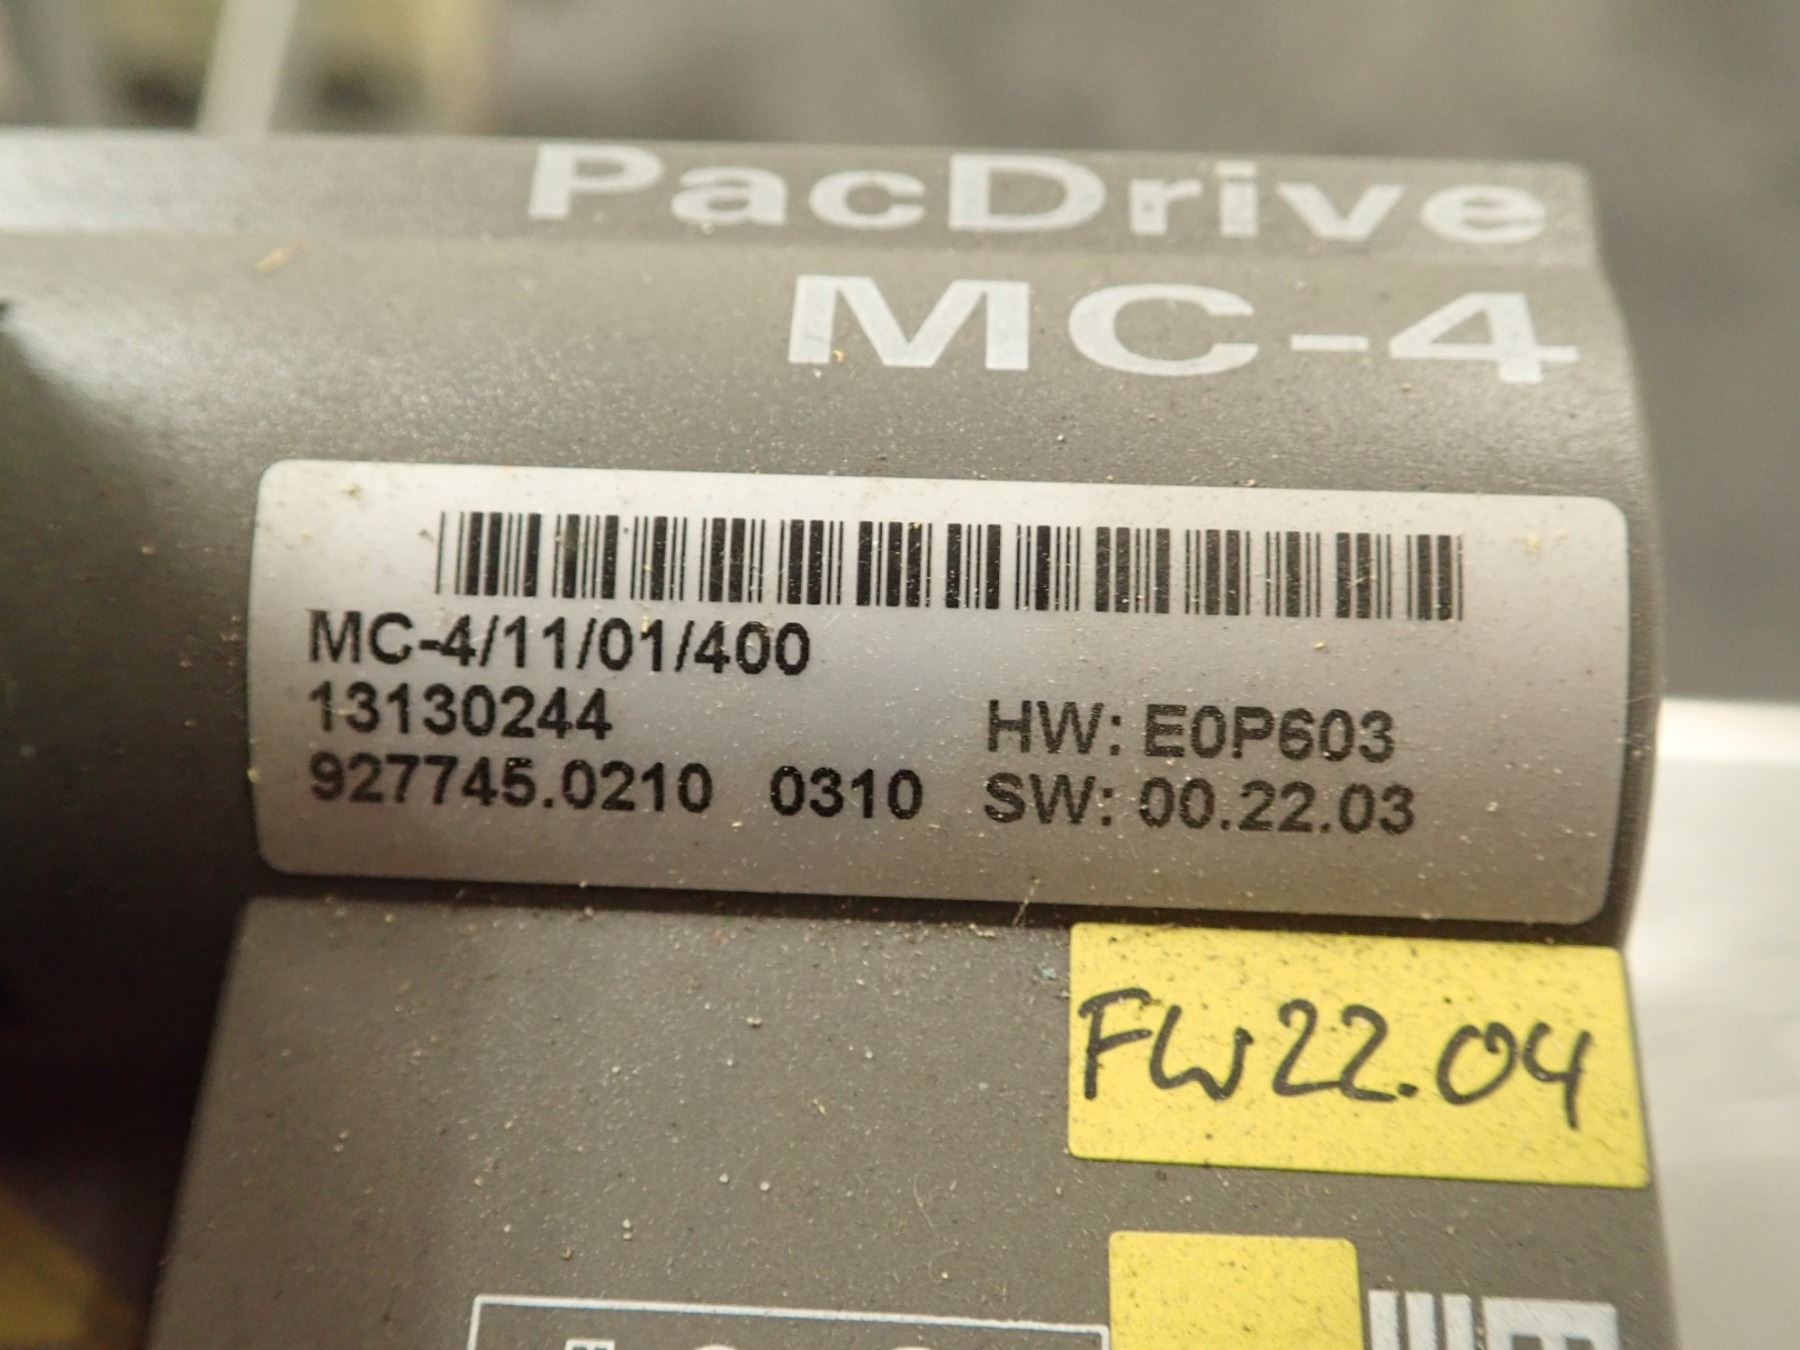 PacDrive
MC-4
MC-4/11/01/400
13130244
HW: E0P603
927745.0210 0310
SW: 00.22.03
FW22.04